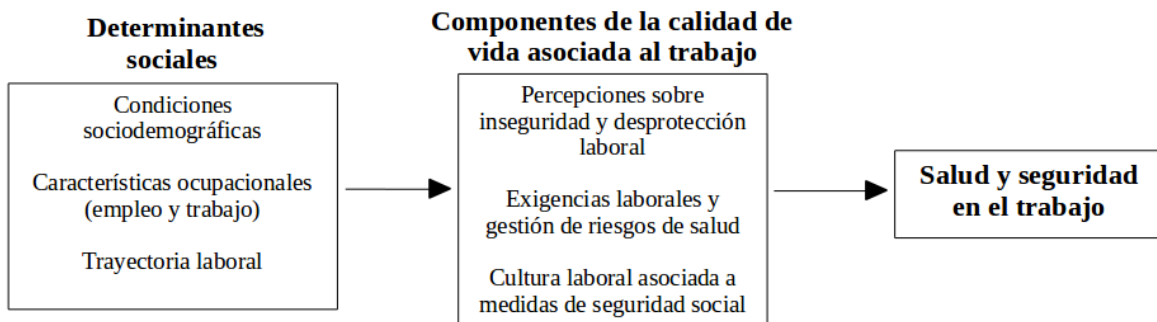 Determinantes
sociales
Condiciones
sociodemográficas
Características ocupacionales
(empleo y trabajo)
Trayectoria laboral
Componentes de la calidad de
vida asociada al trabajo
Percepciones sobre
inseguridad y desprotección
laboral
Exigencias laborales y
gestión de riesgos de salud
Cultura laboral asociada a
medidas de seguridad social
Salud y seguridad
en el trabajo